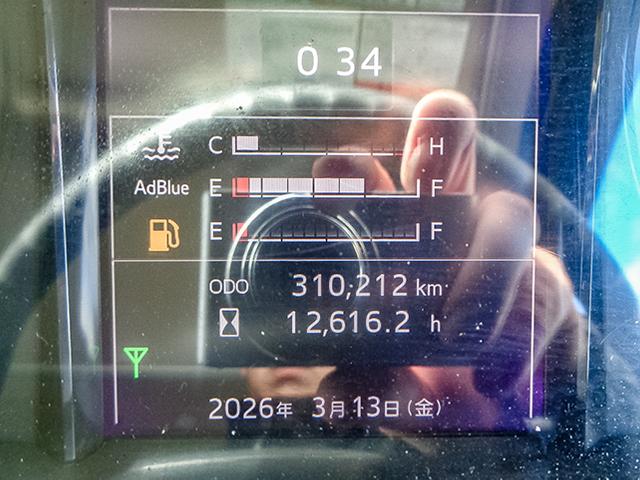 0 34
C H
AdBlue E F
E F
ODO 310,212 km
12,616.2 h
2026年 3月13日(金)